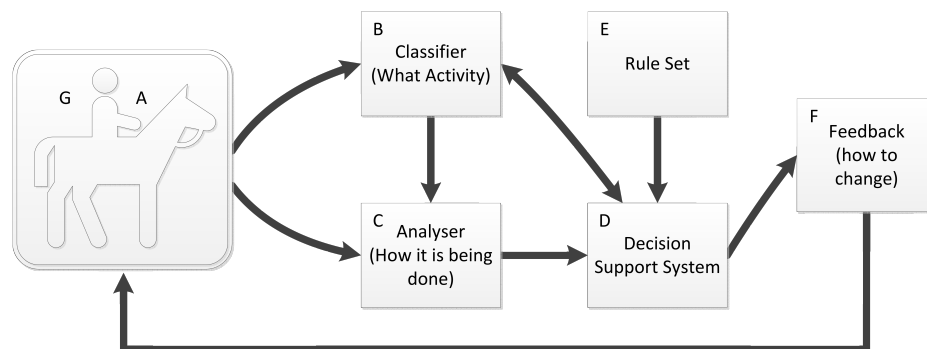 G
A
B
Classifier
(What Activity)
E
Rule Set
F
Feedback
(how to
change)
C
Analyser
(How it is being
done)
D
Decision
Support System